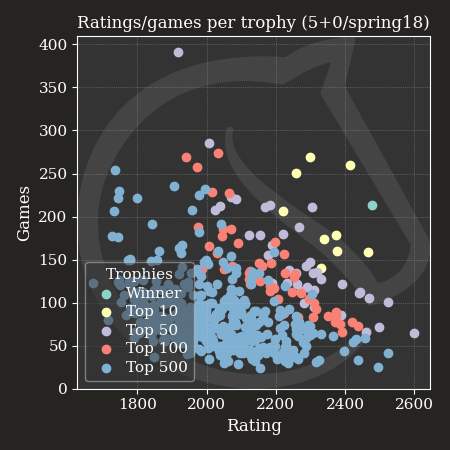 Ratings/games per trophy (5+0/spring18)
400
350
300
250
200
150
100
50
0
Games
Trophies
Winner
Top 10
Top 50
Top 100
Top 500
1800 2000 2200 2400 2600
Rating